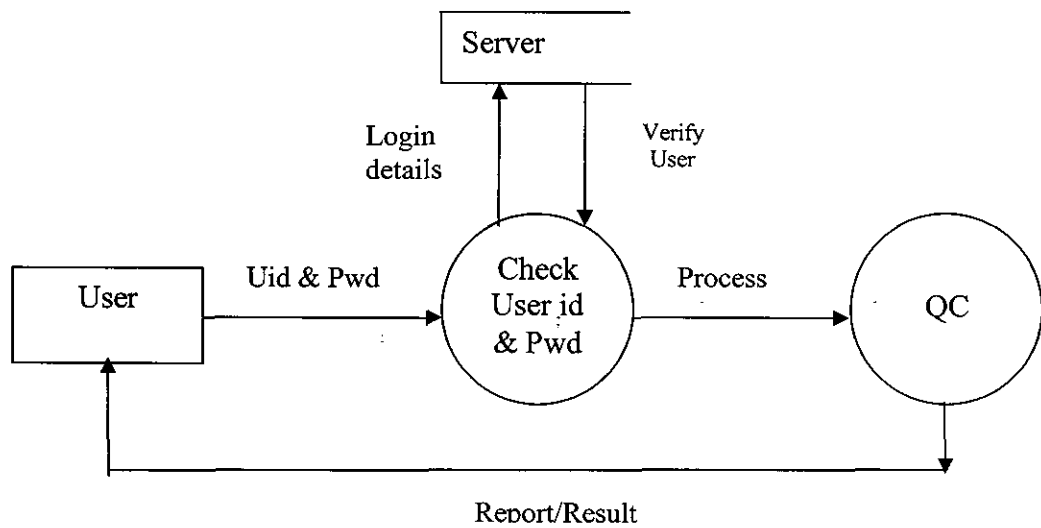 Server
Login
details
Verify
User
User
Uid & Pwd
Check
User id
& Pwd
Process
QC
Report/Result